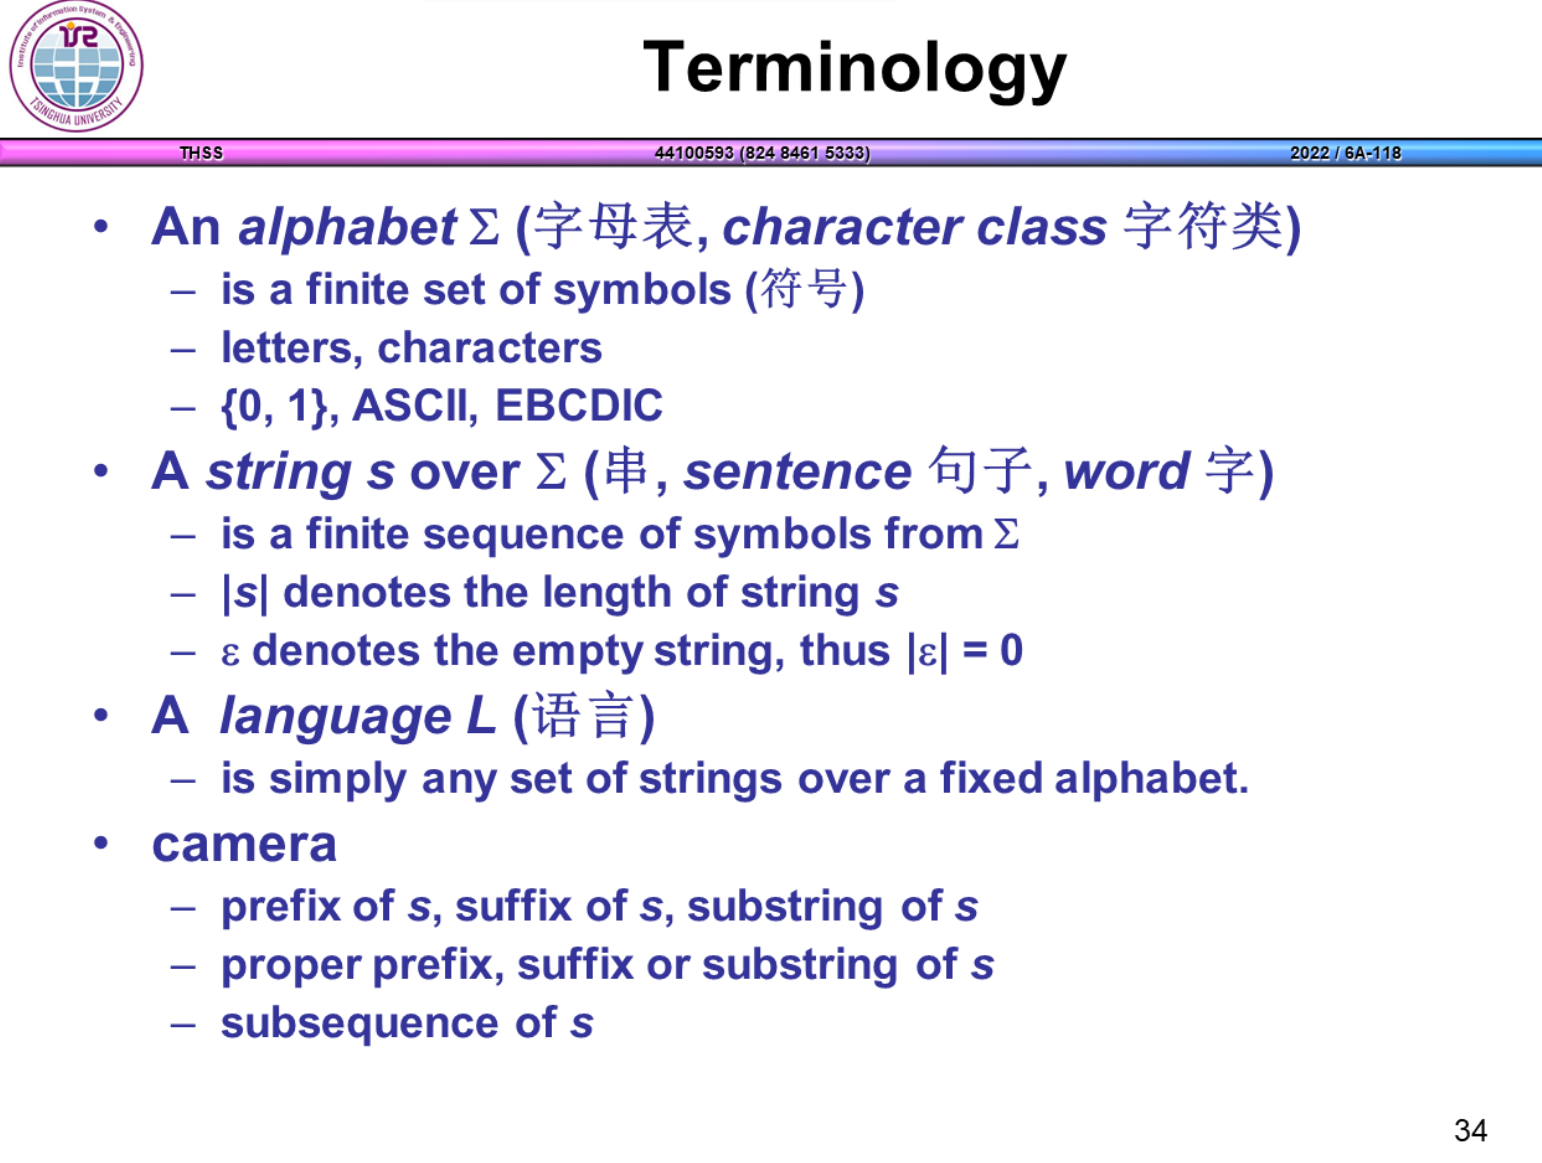 Institute of Information System & Engineering
TSINGHUA UNIVERSITY
Terminology
THSS 44100593 (824 8461 5333) 2022 / 6A-118
• An alphabet Σ (字母表, character class 字符类)
– is a finite set of symbols (符号)
– letters, characters
– {0, 1}, ASCII, EBCDIC
• A string s over Σ (串, sentence 句子, word 字)
– is a finite sequence of symbols from Σ
– |s| denotes the length of string s
– ε denotes the empty string, thus |ε| = 0
• A language L (语言)
– is simply any set of strings over a fixed alphabet.
• camera
– prefix of s, suffix of s, substring of s
– proper prefix, suffix or substring of s
– subsequence of s
34